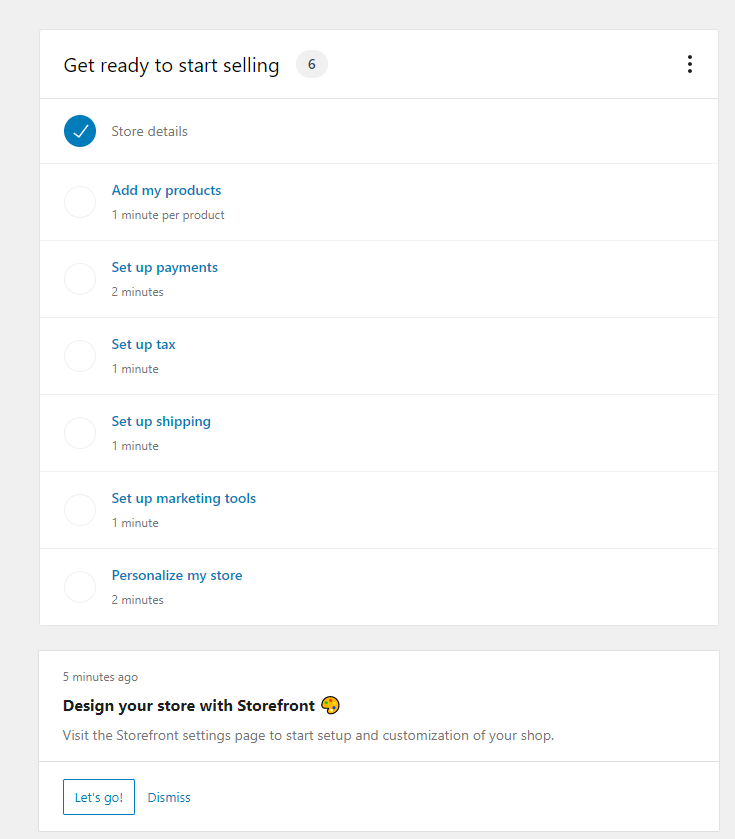 Get ready to start selling 6
Store details
Add my products
1 minute per product
Set up payments
2 minutes
Set up tax
1 minute
Set up shipping
1 minute
Set up marketing tools
1 minute
Personalize my store
2 minutes
5 minutes ago
Design your store with Storefront 🎨
Visit the Storefront settings page to start setup and customization of your shop.
Let's go! Dismiss